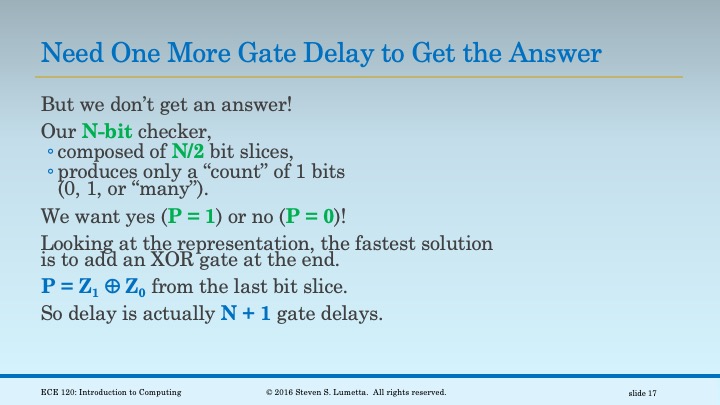 Need One More Gate Delay to Get the Answer
But we don’t get an answer!
Our N-bit checker,
◦ composed of N/2 bit slices,
◦ produces only a “count” of 1 bits
(0, 1, or “many”).
We want yes (P = 1) or no (P = 0)!
Looking at the representation, the fastest solution
is to add an XOR gate at the end.
P = Z₁ ⊕ Z₀ from the last bit slice.
So delay is actually N + 1 gate delays.
ECE 120: Introduction to Computing © 2016 Steven S. Lumetta. All rights reserved. slide 17